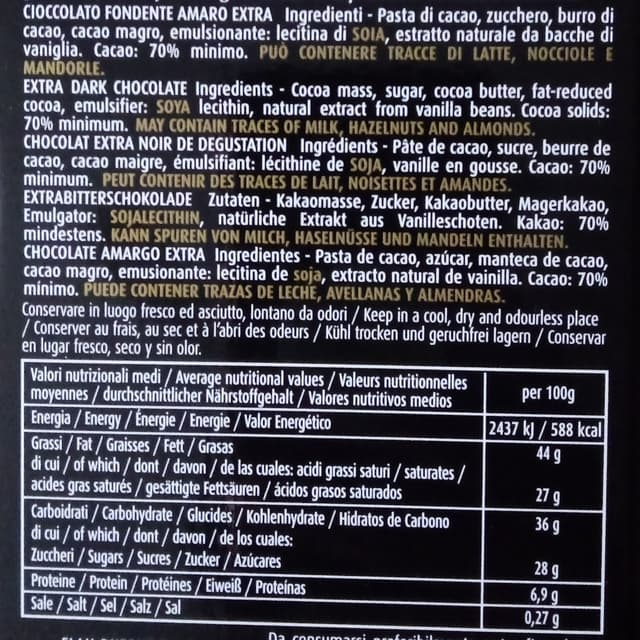 CIOCCOLATO FONDENTE AMARO EXTRA Ingredienti - Pasta di cacao, zucchero, burro di
cacao, cacao magro, emulsionante: lecitina di SOIA, estratto naturale da bacche di
vaniglia. Cacao: 70% minimo. PUÒ CONTENERE TRACCE DI LATTE, NOCCIOLE E
MANDORLE.
EXTRA DARK CHOCOLATE Ingredients - Cocoa mass, sugar, cocoa butter, fat-reduced
cocoa, emulsifier: SOYA lecithin, natural extract from vanilla beans. Cocoa solids:
70% minimum. MAY CONTAIN TRACES OF MILK, HAZELNUTS AND ALMONDS.
CHOCOLAT EXTRA NOIR DE DEGUSTATION Ingrédients - Pâte de cacao, sucre, beurre de
cacao, cacao maigre, émulsifiant: lécithine de SOJA, vanille en gousse. Cacao: 70%
minimum. PEUT CONTENIR DES TRACES DE LAIT, NOISETTES ET AMANDES.
EXTRABITTERSCHOKOLADE Zutaten - Kakaomasse, Zucker, Kakaobutter, Magerkakao,
Emulgator: SOJALECITHIN, natürliche Extrakt aus Vanilleschoten. Kakao: 70%
mindestens. KANN SPUREN VON MILCH, HASELNÜSSE UND MANDELN ENTHALTEN.
CHOCOLATE AMARGO EXTRA Ingredientes - Pasta de cacao, azúcar, manteca de cacao,
cacao magro, emusionante: lecitina de soja, extracto natural de vainilla. Cacao: 70%
mínimo. PUEDE CONTENER TRAZAS DE LECHE, AVELLANAS Y ALMENDRAS.
Conservare in luogo fresco ed asciutto, lontano da odori / Keep in a cool, dry and odourless place
/ Conserver au frais, au sec et à l'abri des odeurs / Kühl trocken und geruchfrei lagern / Conservar
en lugar fresco, seco y sin olor.
Valori nutrizionali medi / Average nutritional values / Valeurs nutritionnelles
moyennes / durchschnittlicher Nährstoffgehalt / Valores nutritivos medios
per 100g
Energia / Energy / Énergie / Energie / Valor Energético
2437 kJ / 588 kcal
Grassi / Fat / Graisses / Fett / Grasas
44 g
di cui / of which / dont / davon / de las cuales: acidi grassi saturi / saturates /
acides gras saturés / gesättigte Fettsäuren / ácidos grasos saturados
27 g
Carboidrati / Carbohydrate / Glucides / Kohlenhydrate / Hidratos de Carbono
36 g
di cui / of which / dont / davon / de los cuales:
Zuccheri / Sugars / Sucres / Zucker / Azúcares
28 g
Proteine / Protein / Protéines / Eiweiß / Proteínas
6,9 g
Sale / Salt / Sel / Salz / Sal
0,27 g
Da consumarsi